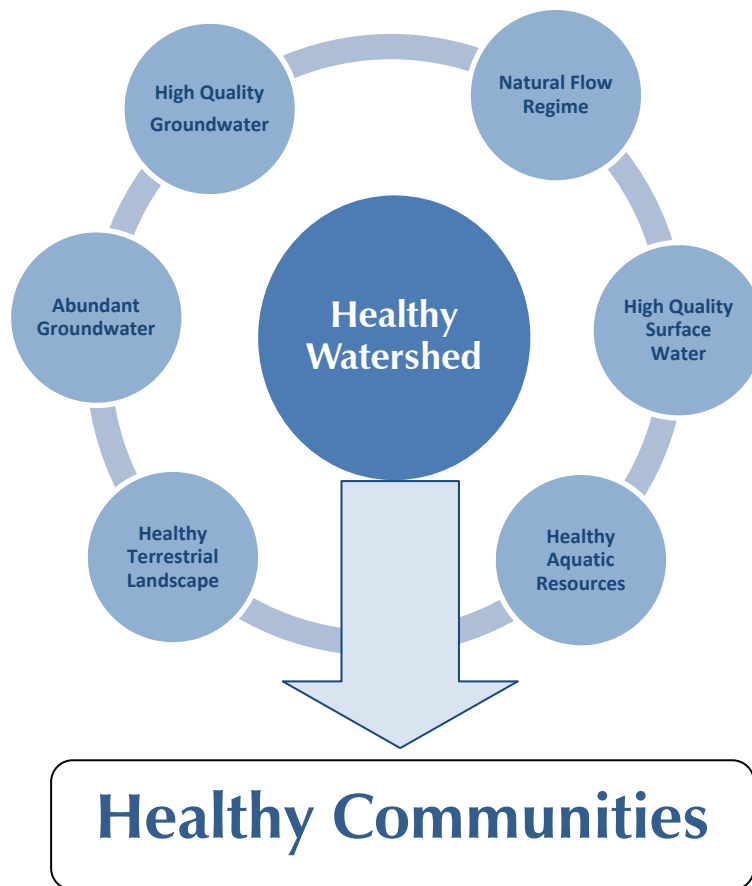 High Quality
Groundwater
Natural Flow
Regime
Abundant
Groundwater
Healthy
Watershed
High Quality
Surface
Water
Healthy
Terrestrial
Landscape
Healthy
Aquatic
Resources
Healthy Communities